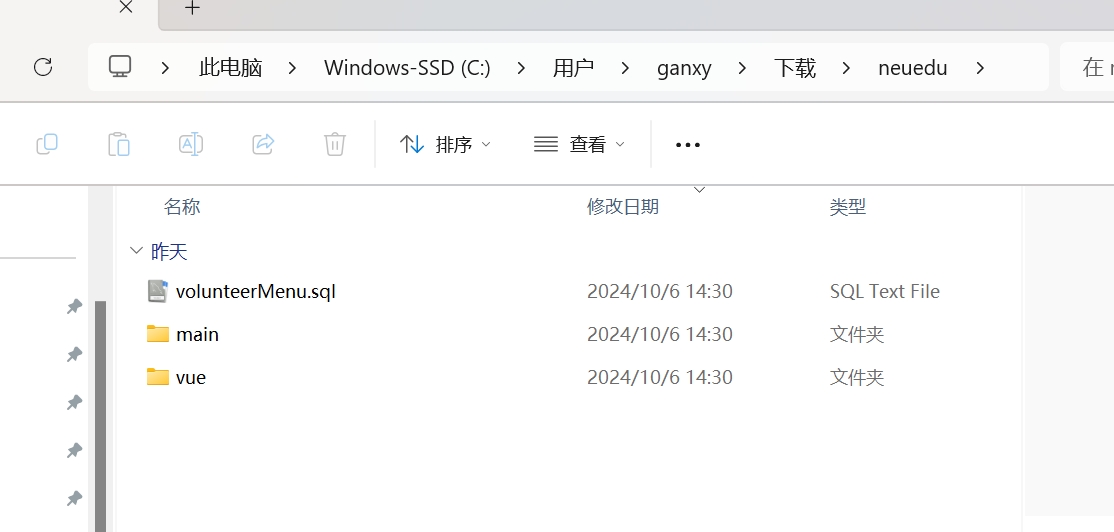 此电脑 Windows-SSD (C:) 用户 ganxy 下载 neuedu 在
排序 查看
名称 修改日期 类型
昨天
volunteerMenu.sql 2024/10/6 14:30 SQL Text File
main 2024/10/6 14:30 文件夹
vue 2024/10/6 14:30 文件夹